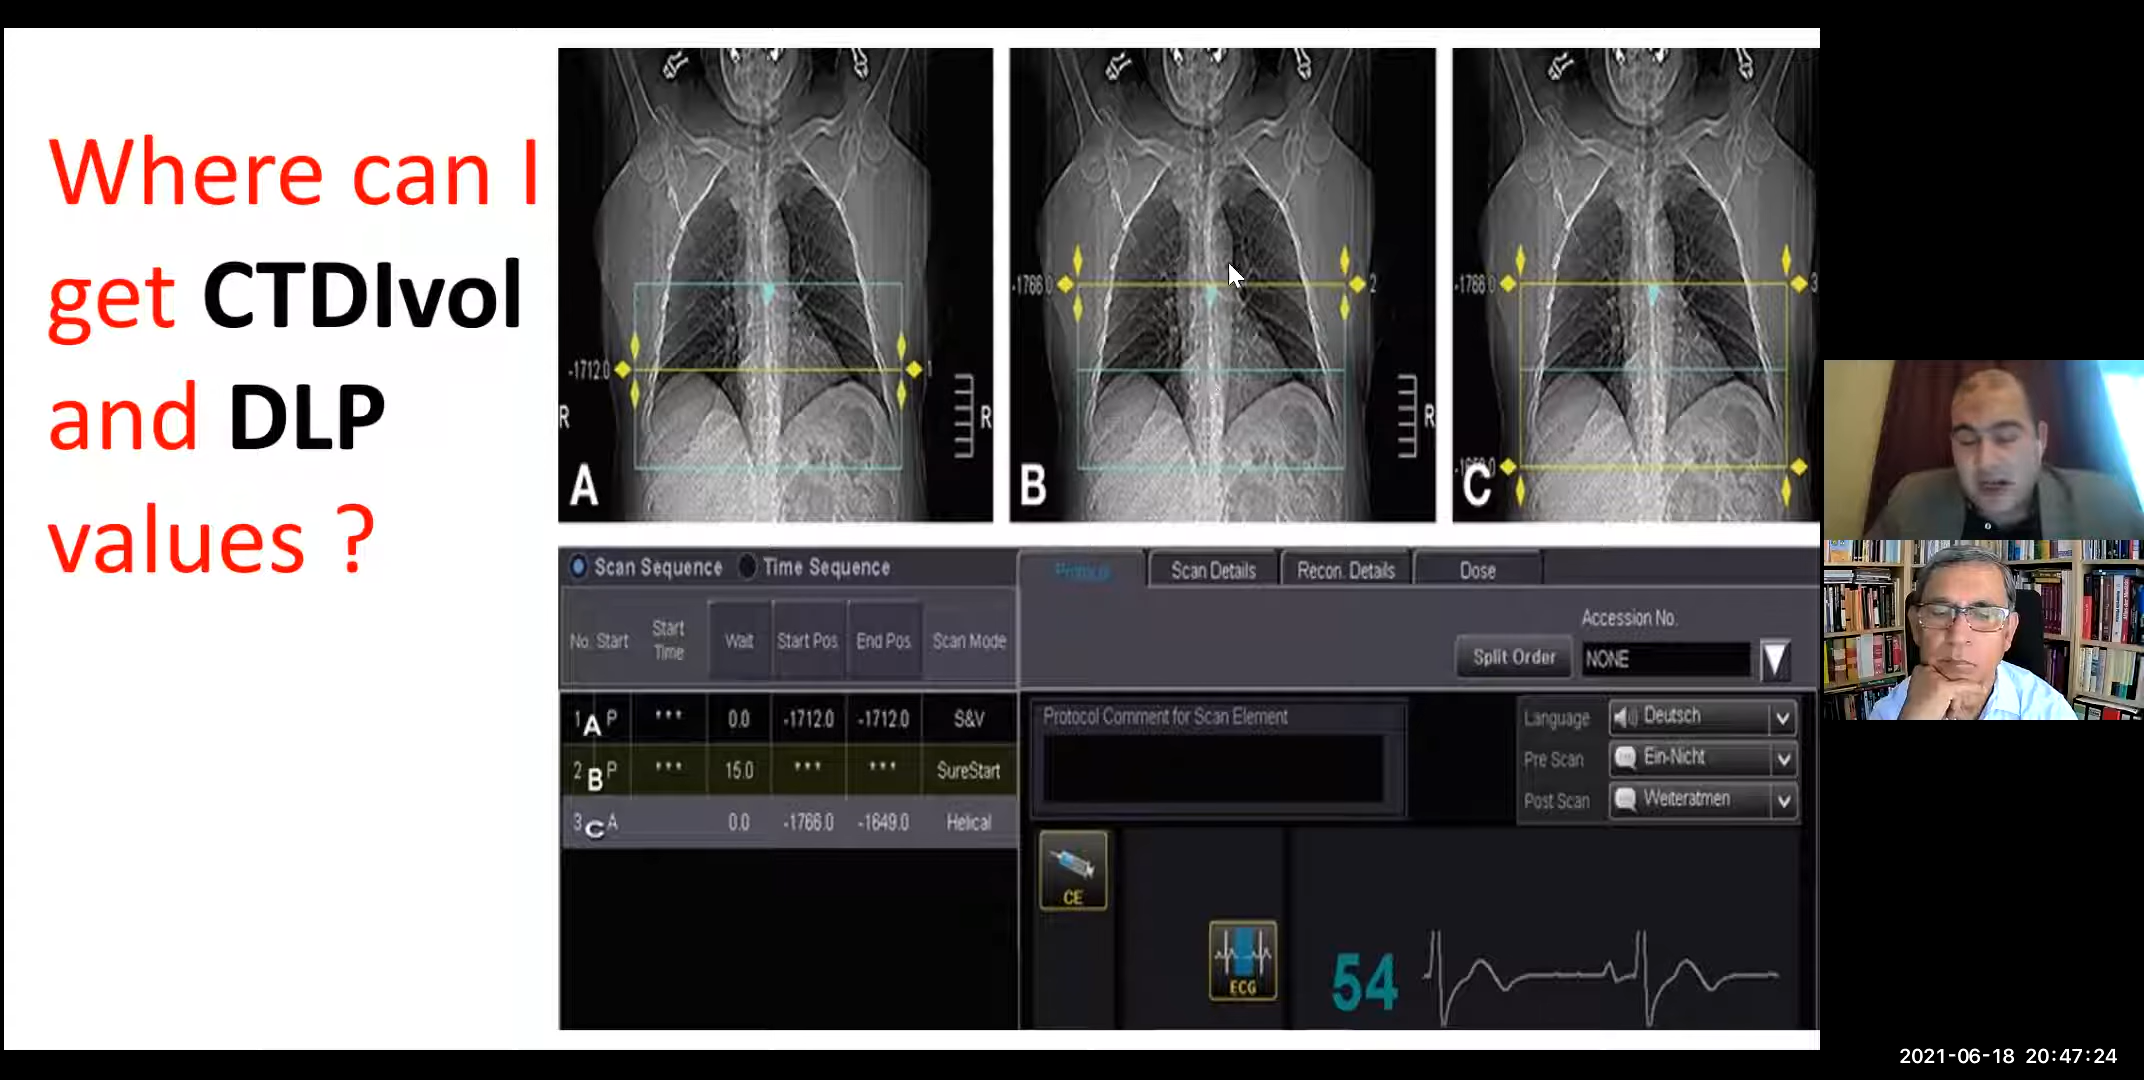 Where can I
get CTDIvol
and DLP
values ?
-1712.0
1
R
R
A
-1766.0
2
R
B
-1766.0
3
C
Scan Sequence
Time Sequence
No. Start
Start Time
Wait
Start Pos
End Pos
Scan Mode
1 A P
***
0.0
-1712.0
-1712.0
S&V
2 B P
***
15.0
***
***
SureStart
3 C A
0.0
-1766.0
-1649.0
Helical
Protocol
Scan Details
Recon. Details
Dose
Accession No.
Split Order
NONE
Protocol Comment for Scan Element
Language
Deutsch
Pre Scan
Ein-Nicht
Post Scan
Weiteratmen
CE
ECG
54
2021-06-18 20:47:24